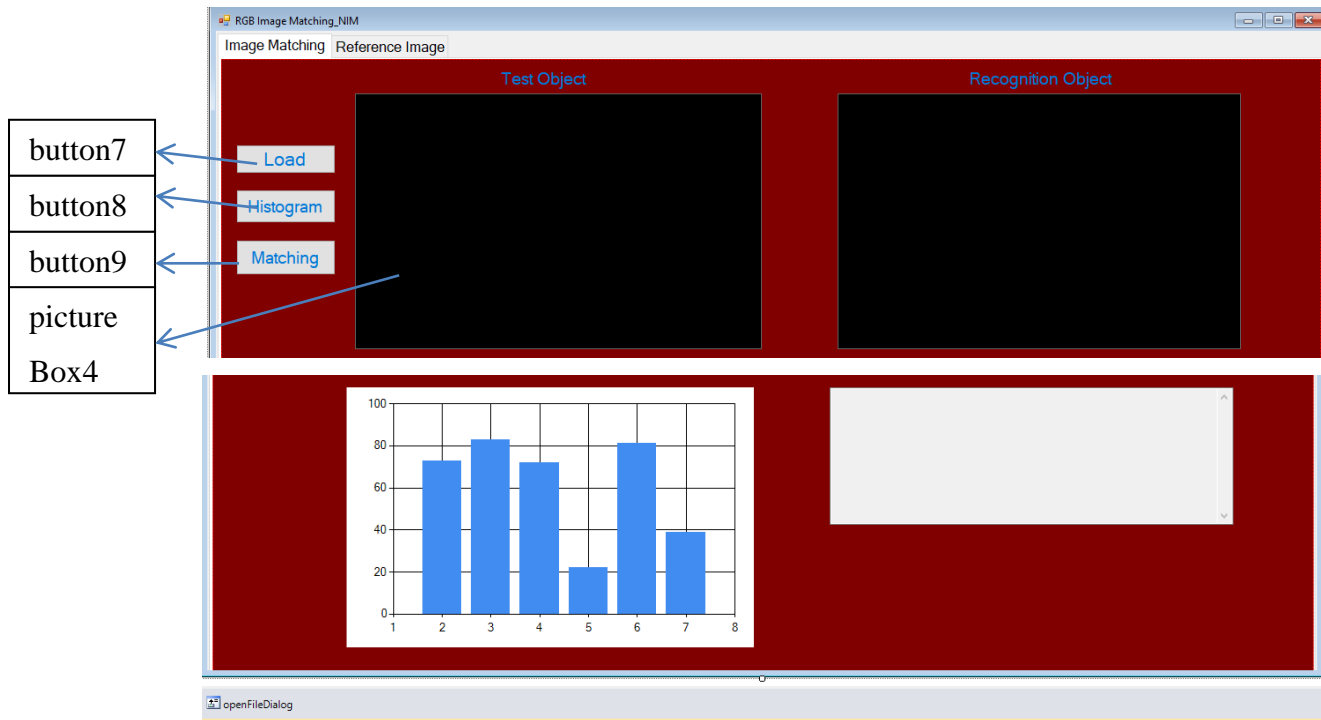 RGB Image Matching_NIM
Image Matching Reference Image
Test Object Recognition Object
button7
Load
button8
Histogram
button9
Matching
picture
Box4
100
80
60
40
20
0
1 2 3 4 5 6 7 8
openFileDialog